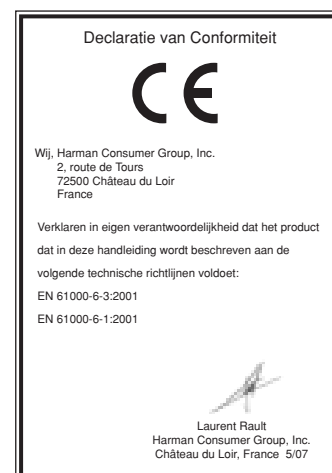 Declaratie van Conformiteit
CE
Wij, Harman Consumer Group, Inc.
2, route de Tours
72500 Château du Loir
France
Verklaren in eigen verantwoordelijkheid dat het product
dat in deze handleiding wordt beschreven aan de
volgende technische richtlijnen voldoet:
EN 61000-6-3:2001
EN 61000-6-1:2001
Laurent Rault
Harman Consumer Group, Inc.
Château du Loir, France 5/07